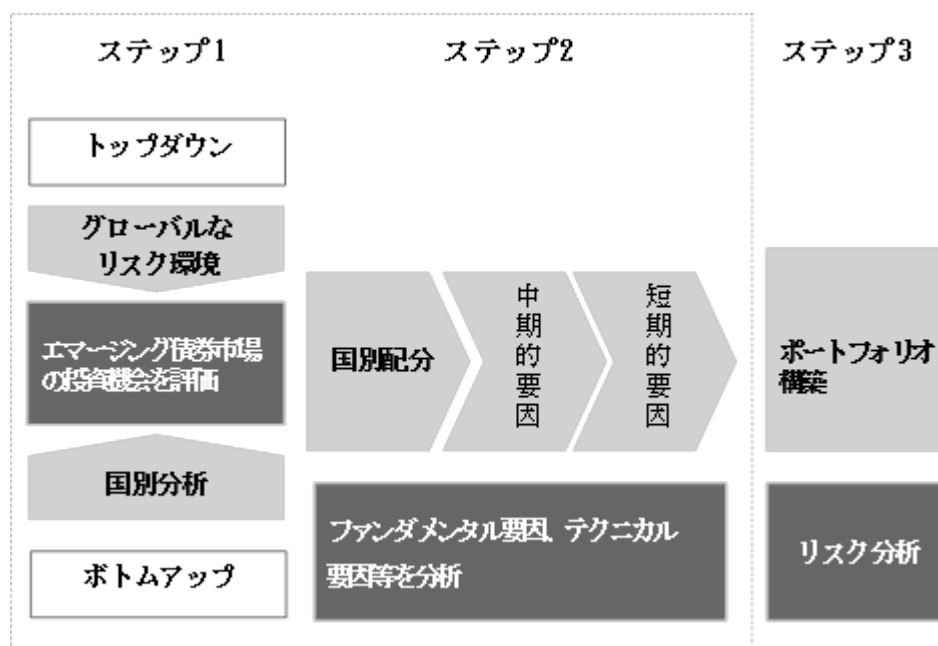 ステップ1
トップダウン
グローバルな
リスク環境
エマージング債券市場
の投資機会を評価
国別分析
ボトムアップ
ステップ2
国別配分
中期的要因
短期的要因
ファンダメンタル要因、テクニカル
要因等を分析
ステップ3
ポートフォリオ
構築
リスク分析